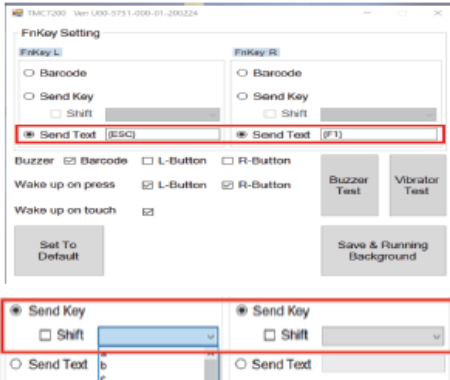 TMC7200 Ver: U00-5731-000-01-200224
FnKey Setting
FnKey L FnKey R
Barcode Barcode
Send Key Send Key
Shift Shift
Send Text {ESC} Send Text {F1}
Buzzer Barcode L-Button R-Button
Wake up on press L-Button R-Button
Buzzer Test Vibrator Test
Wake up on touch
Set To Default Save & Running Background
Send Key Send Key
Shift Shift
a
Send Text b Send Text
c